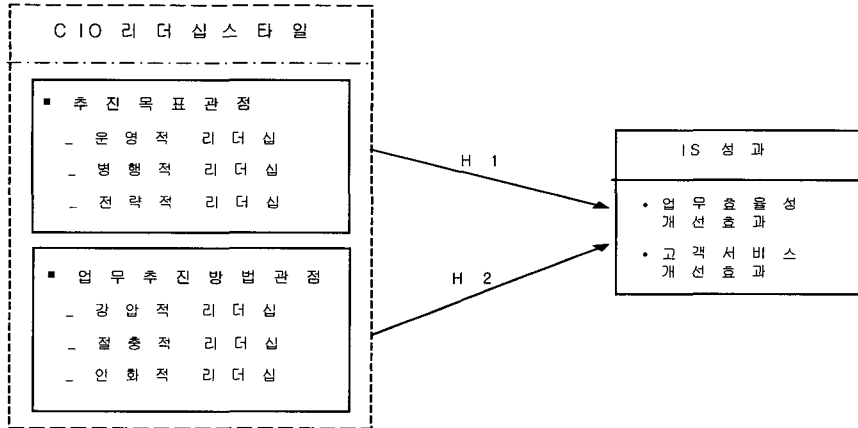 CIO 리더십스타일
■ 추진목표관점
_ 운영적 리더십
_ 병행적 리더십
_ 전략적 리더십
H 1
IS 성과
• 업무효율성
개선효과
• 고객서비스
개선효과
■ 업무추진방법관점
_ 강압적 리더십
_ 절충적 리더십
_ 안화적 리더십
H 2